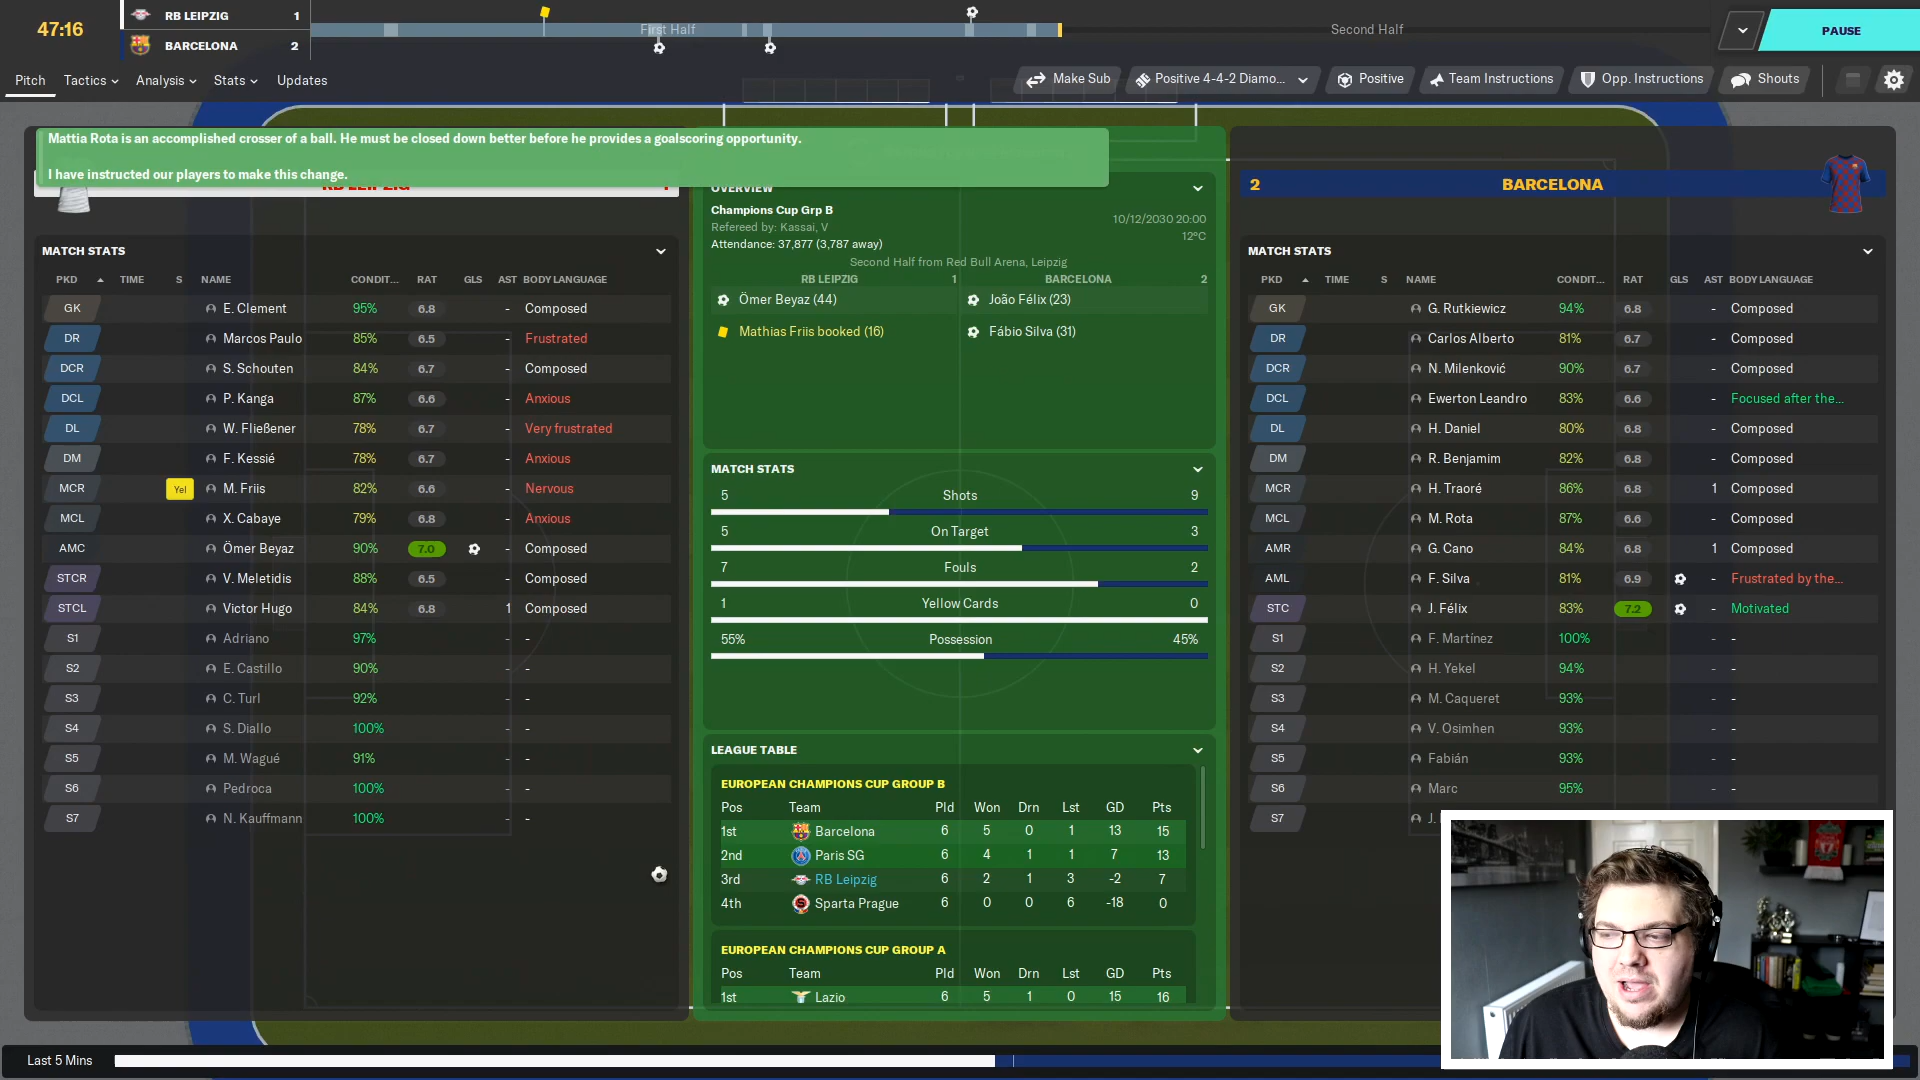 47:16
RB LEIPZIG 1
BARCELONA 2
First Half
Second Half
PAUSE
Pitch Tactics Analysis Stats Updates
Make Sub Positive 4-4-2 Diamo... Positive Team Instructions Opp. Instructions Shouts
Mattia Rota is an accomplished crosser of a ball. He must be closed down better before he provides a goalscoring opportunity.
I have instructed our players to make this change.
RB LEIPZIG
MATCH STATS
PKD TIME S NAME CONDIT... RAT GLS AST BODY LANGUAGE
GK E. Clement 95% 6.8 - Composed
DR Marcos Paulo 85% 6.5 - Frustrated
DCR S. Schouten 84% 6.7 - Composed
DCL P. Kanga 87% 6.6 - Anxious
DL W. Fließener 78% 6.7 - Very frustrated
DM F. Kessié 78% 6.7 - Anxious
MCR Yel M. Friis 82% 6.6 - Nervous
MCL X. Cabaye 79% 6.8 - Anxious
AMC Ömer Beyaz 90% 7.0 - Composed
STCR V. Meletidis 88% 6.5 - Composed
STCL Victor Hugo 84% 6.8 1 Composed
S1 Adriano 97% - -
S2 E. Castillo 90% - -
S3 C. Turl 92% - -
S4 S. Diallo 100% - -
S5 M. Wagué 91% - -
S6 Pedroca 100% - -
S7 N. Kauffmann 100% - -
OVERVIEW
Champions Cup Grp B
10/12/2030 20:00
Refereed by: Kassai, V
12°C
Attendance: 37,877 (3,787 away)
Second Half from Red Bull Arena, Leipzig
RB LEIPZIG 1 BARCELONA 2
Ömer Beyaz (44) João Félix (23)
Mathias Friis booked (16) Fábio Silva (31)
MATCH STATS
5 Shots 9
5 On Target 3
7 Fouls 2
1 Yellow Cards 0
55% Possession 45%
LEAGUE TABLE
EUROPEAN CHAMPIONS CUP GROUP B
Pos Team Pld Won Drn Lst GD Pts
1st Barcelona 6 5 0 1 13 15
2nd Paris SG 6 4 1 1 7 13
3rd RB Leipzig 6 2 1 3 -2 7
4th Sparta Prague 6 0 0 6 -18 0
EUROPEAN CHAMPIONS CUP GROUP A
Pos Team Pld Won Drn Lst GD Pts
1st Lazio 6 5 1 0 15 16
2 BARCELONA
MATCH STATS
PKD TIME S NAME CONDIT... RAT GLS AST BODY LANGUAGE
GK G. Rutkiewicz 94% 6.8 - Composed
DR Carlos Alberto 81% 6.7 - Composed
DCR N. Milenković 90% 6.7 - Composed
DCL Ewerton Leandro 83% 6.6 - Focused after the...
DL H. Daniel 80% 6.8 - Composed
DM R. Benjamim 82% 6.8 - Composed
MCR H. Traoré 86% 6.8 1 Composed
MCL M. Rota 87% 6.6 - Composed
AMR G. Cano 84% 6.8 1 Composed
AML F. Silva 81% 6.9 - Frustrated by the...
STC J. Félix 83% 7.2 - Motivated
S1 F. Martínez 100% - -
S2 H. Yekel 94% - -
S3 M. Caqueret 93% - -
S4 V. Osimhen 93% - -
S5 Fabián 93% - -
S6 Marc 95% - -
S7 J.
Last 5 Mins